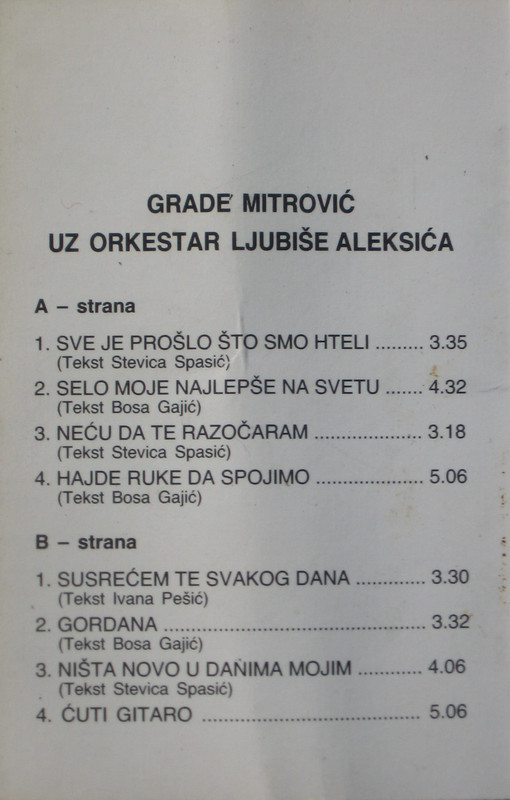 GRADE MITROVIĆ
UZ ORKESTAR LJUBIŠE ALEKSIĆA
A – strana
1. SVE JE PROŠLO ŠTO SMO HTELI ......... 3.35
(Tekst Stevica Spasić)
2. SELO MOJE NAJLEPŠE NA SVETU ....... 4.32
(Tekst Bosa Gajić)
3. NEĆU DA TE RAZOČARAM ..................... 3.18
(Tekst Stevica Spasić)
4. HAJDE RUKE DA SPOJIMO ..................... 5.06
(Tekst Bosa Gajić)
B – strana
1. SUSREĆEM TE SVAKOG DANA ............. 3.30
(Tekst Ivana Pešić)
2. GORDANA .................................................. 3.32
(Tekst Bosa Gajić)
3. NIŠTA NOVO U DANIMA MOJIM ............ 4.06
(Tekst Stevica Spasić)
4. ĆUTI GITARO .......................................... 5.06